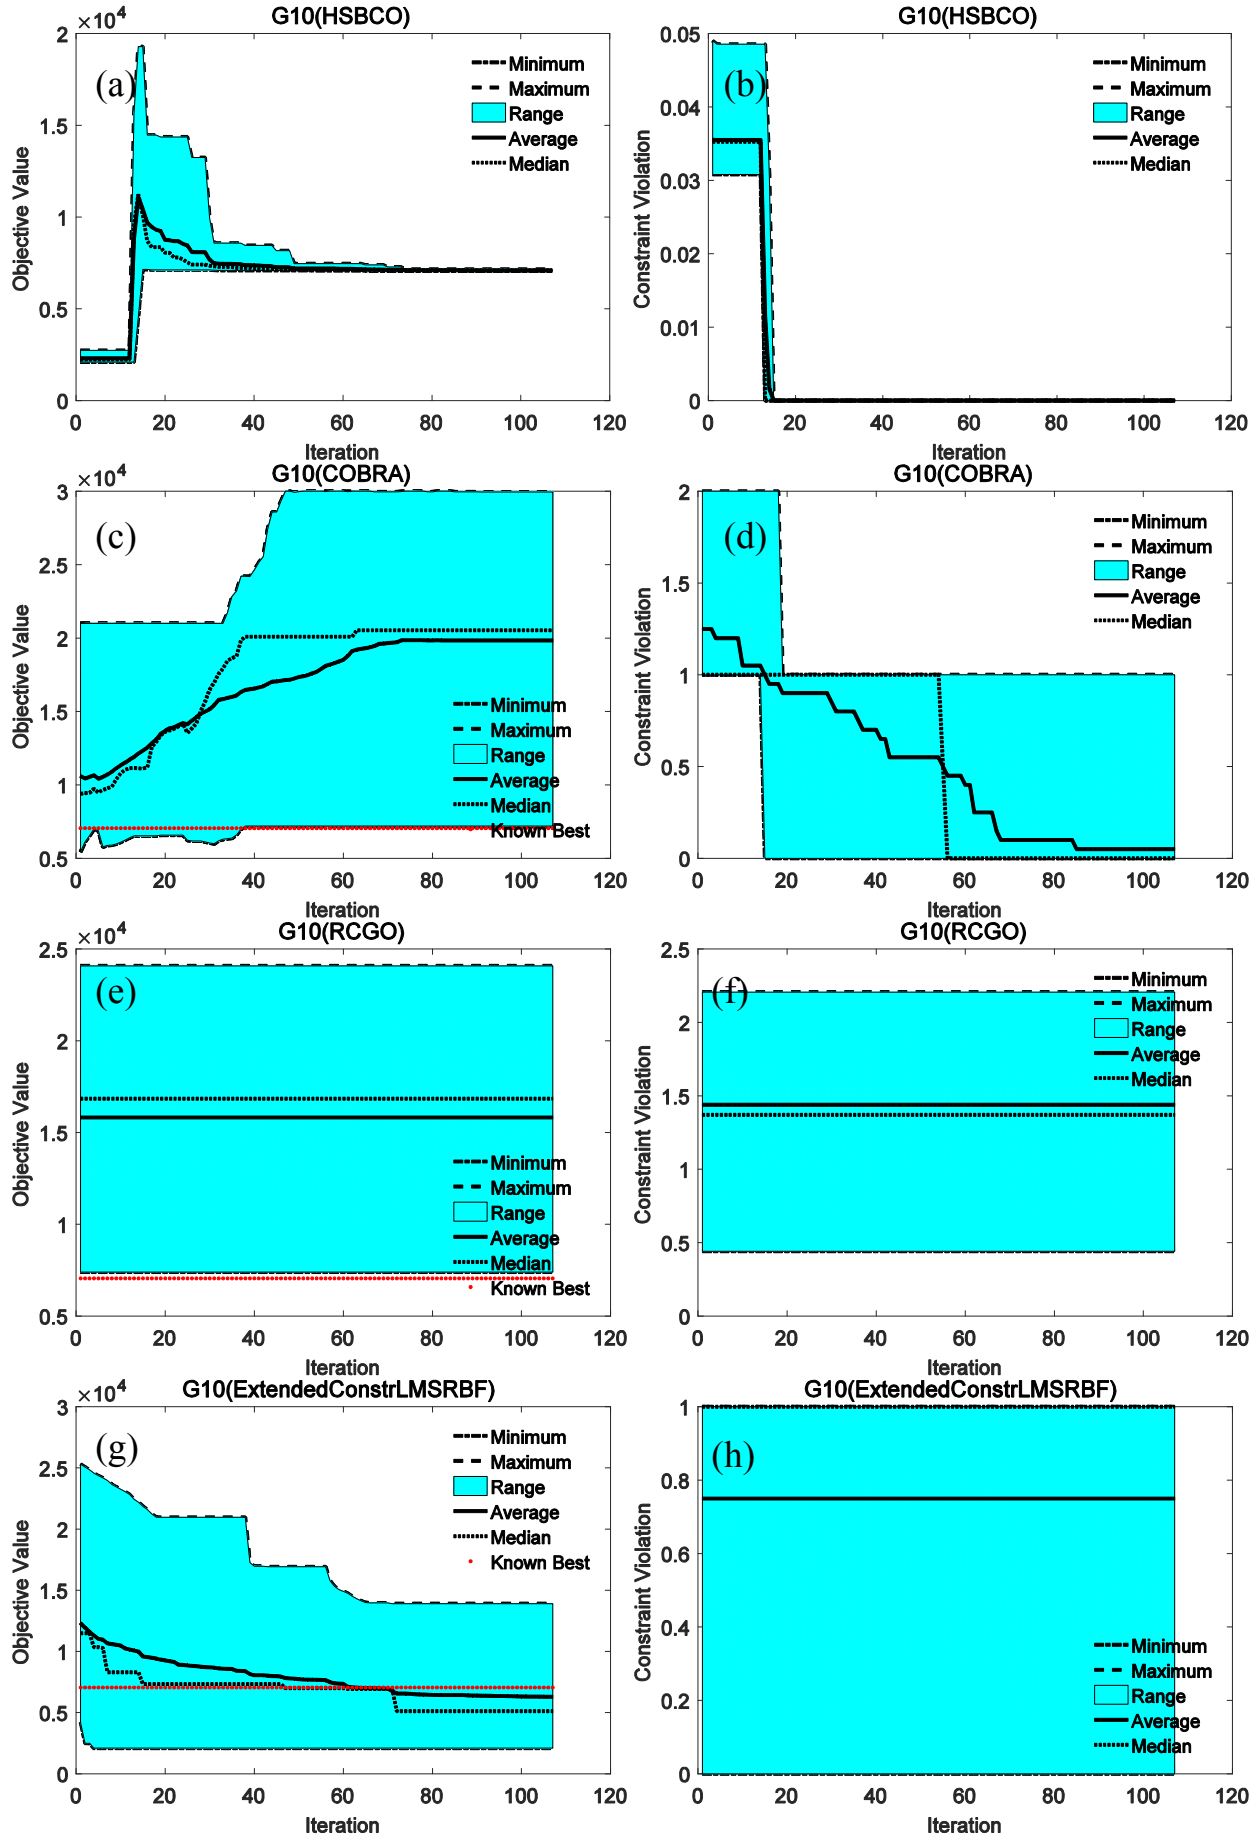 G10(HSBCO)
×10⁴
(a)
Objective Value
2
1.5
1
0.5
0
0 20 40 60 80 100 120
Iteration
Minimum
Maximum
Range
Average
Median
G10(HSBCO)
(b)
Constraint Violation
0.05
0.04
0.03
0.02
0.01
0
0 20 40 60 80 100 120
Iteration
Minimum
Maximum
Range
Average
Median
G10(COBRA)
×10⁴
(c)
Objective Value
3
2.5
2
1.5
1
0.5
0 20 40 60 80 100 120
Iteration
Minimum
Maximum
Range
Average
Median
Known Best
G10(COBRA)
(d)
Constraint Violation
2
1.5
1
0.5
0
0 20 40 60 80 100 120
Iteration
Minimum
Maximum
Range
Average
Median
G10(RCGO)
×10⁴
(e)
Objective Value
2.5
2
1.5
1
0.5
0 20 40 60 80 100 120
Iteration
Minimum
Maximum
Range
Average
Median
Known Best
G10(RCGO)
(f)
Constraint Violation
2.5
2
1.5
1
0.5
0
0 20 40 60 80 100 120
Iteration
Minimum
Maximum
Range
Average
Median
G10(ExtendedConstrLMSRBF)
×10⁴
(g)
Objective Value
3
2.5
2
1.5
1
0.5
0
0 20 40 60 80 100 120
Iteration
Minimum
Maximum
Range
Average
Median
Known Best
G10(ExtendedConstrLMSRBF)
(h)
Constraint Violation
1
0.8
0.6
0.4
0.2
0
0 20 40 60 80 100 120
Iteration
Minimum
Maximum
Range
Average
Median